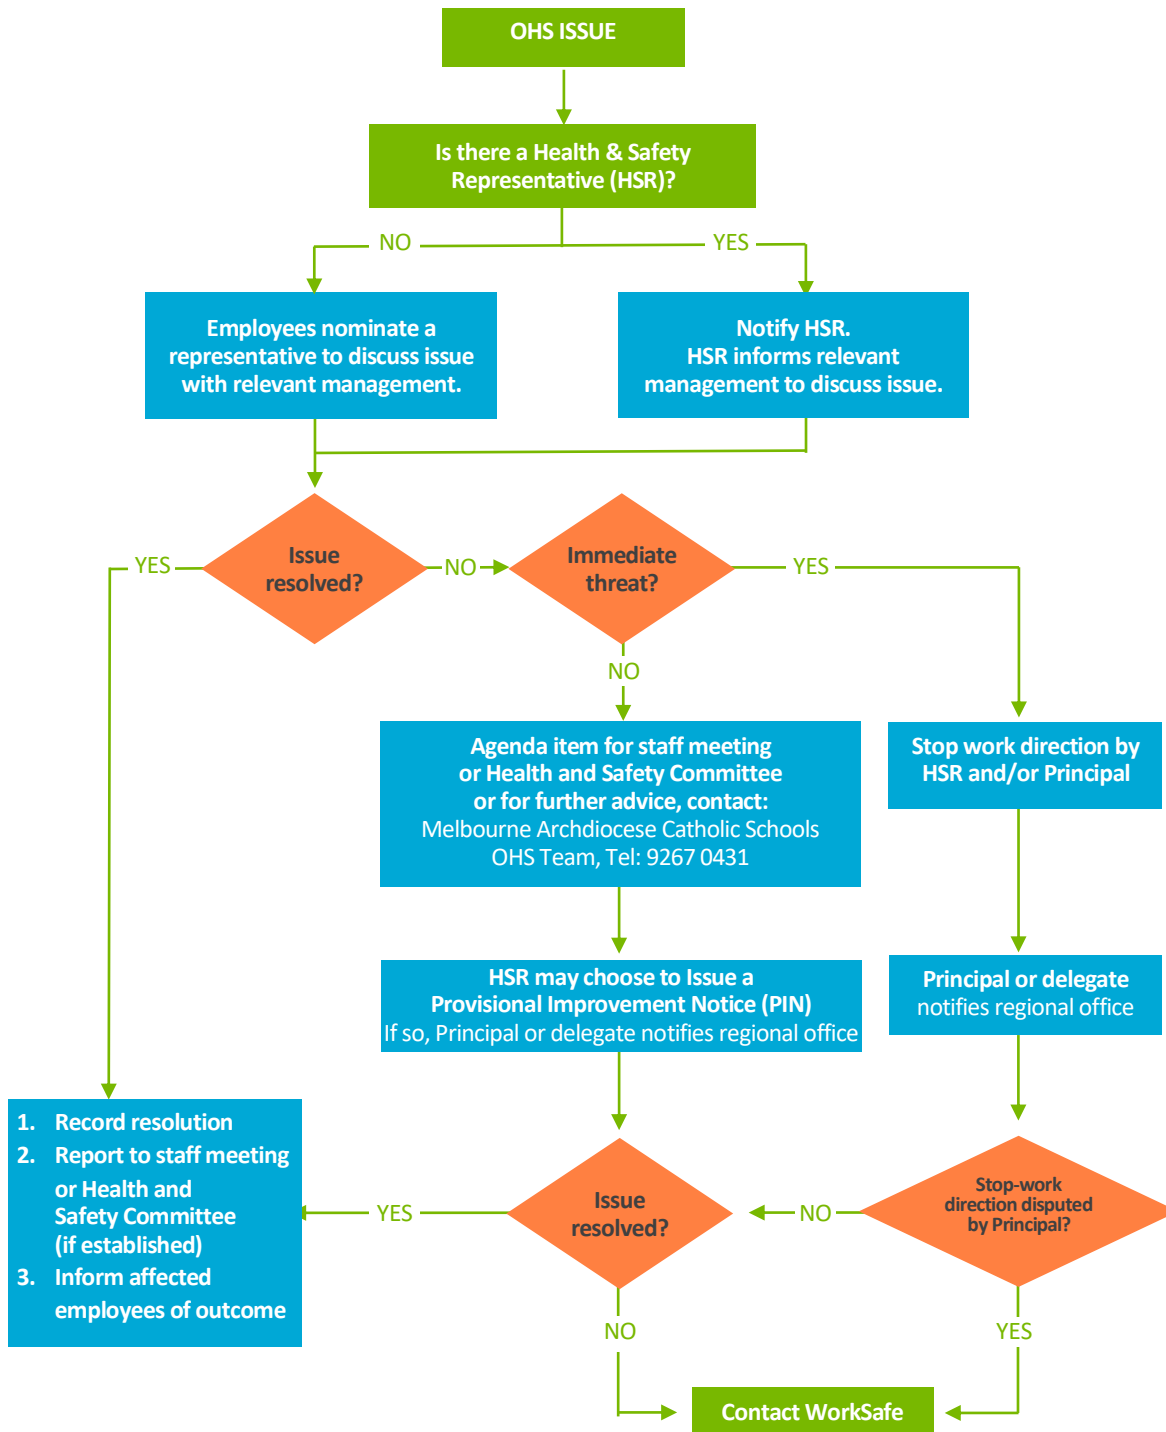 OHS ISSUE
Is there a Health & Safety
Representative (HSR)?
NO
YES
Employees nominate a
representative to discuss issue
with relevant management.
Notify HSR.
HSR informs relevant
management to discuss issue.
YES
Issue
resolved?
NO
Immediate
threat?
YES
NO
Agenda item for staff meeting
or Health and Safety Committee
or for further advice, contact:
Melbourne Archdiocese Catholic Schools
OHS Team, Tel: 9267 0431
Stop work direction by
HSR and/or Principal
HSR may choose to Issue a
Provisional Improvement Notice (PIN)
If so, Principal or delegate notifies regional office
Principal or delegate
notifies regional office
1. Record resolution
2. Report to staff meeting
or Health and
Safety Committee
(if established)
3. Inform affected
employees of outcome
YES
Issue
resolved?
NO
Stop-work
direction disputed
by Principal?
NO
YES
Contact WorkSafe